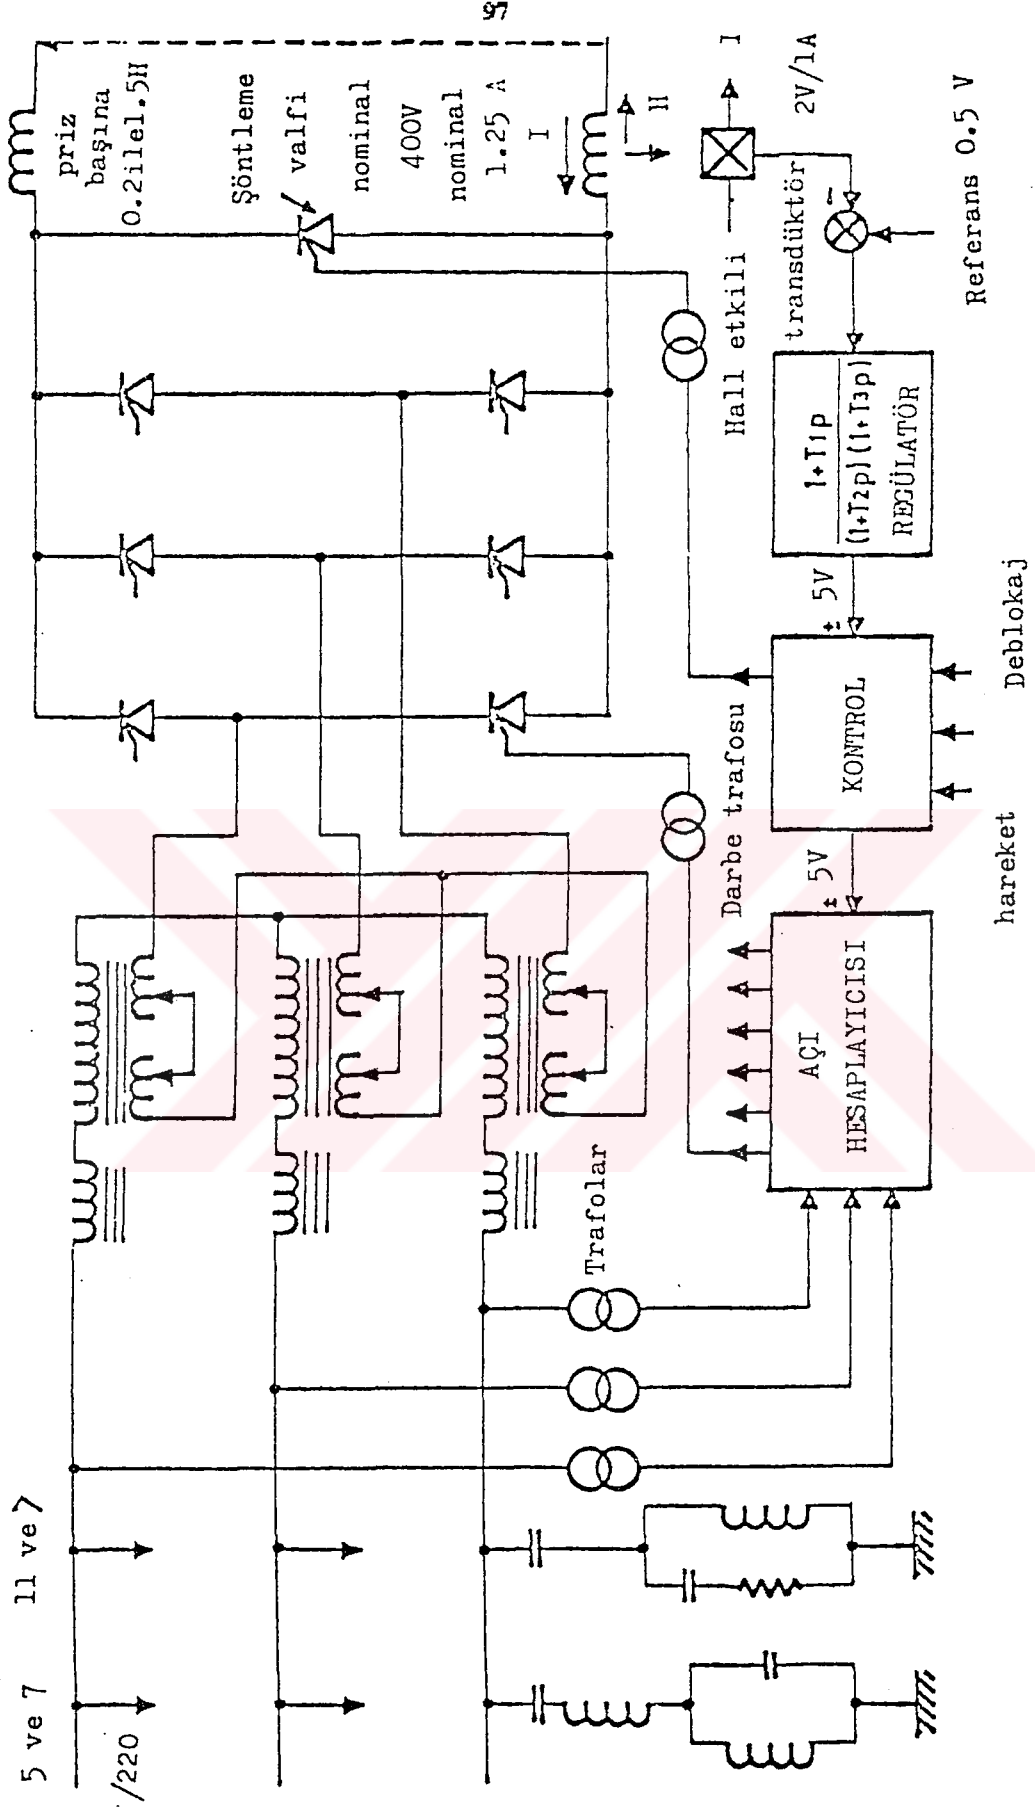 97
5 ve 7
11 ve>
/220
priz
başına
0.2ile1.5H
Şöntleme
valfi
nominal
400V
nominal
1.25 A
I
H
I
2V/1A
Hall etkili
transdüktör
-
Referans 0.5 V
1+T1p
(1+T2p)(1+T3p)
REGÜLATÖR
± 5V
KONTROL
Deblokaj
hareket
Darbe trafosu
± 5V
AÇI
HESAPLAYICISI
Trafolar